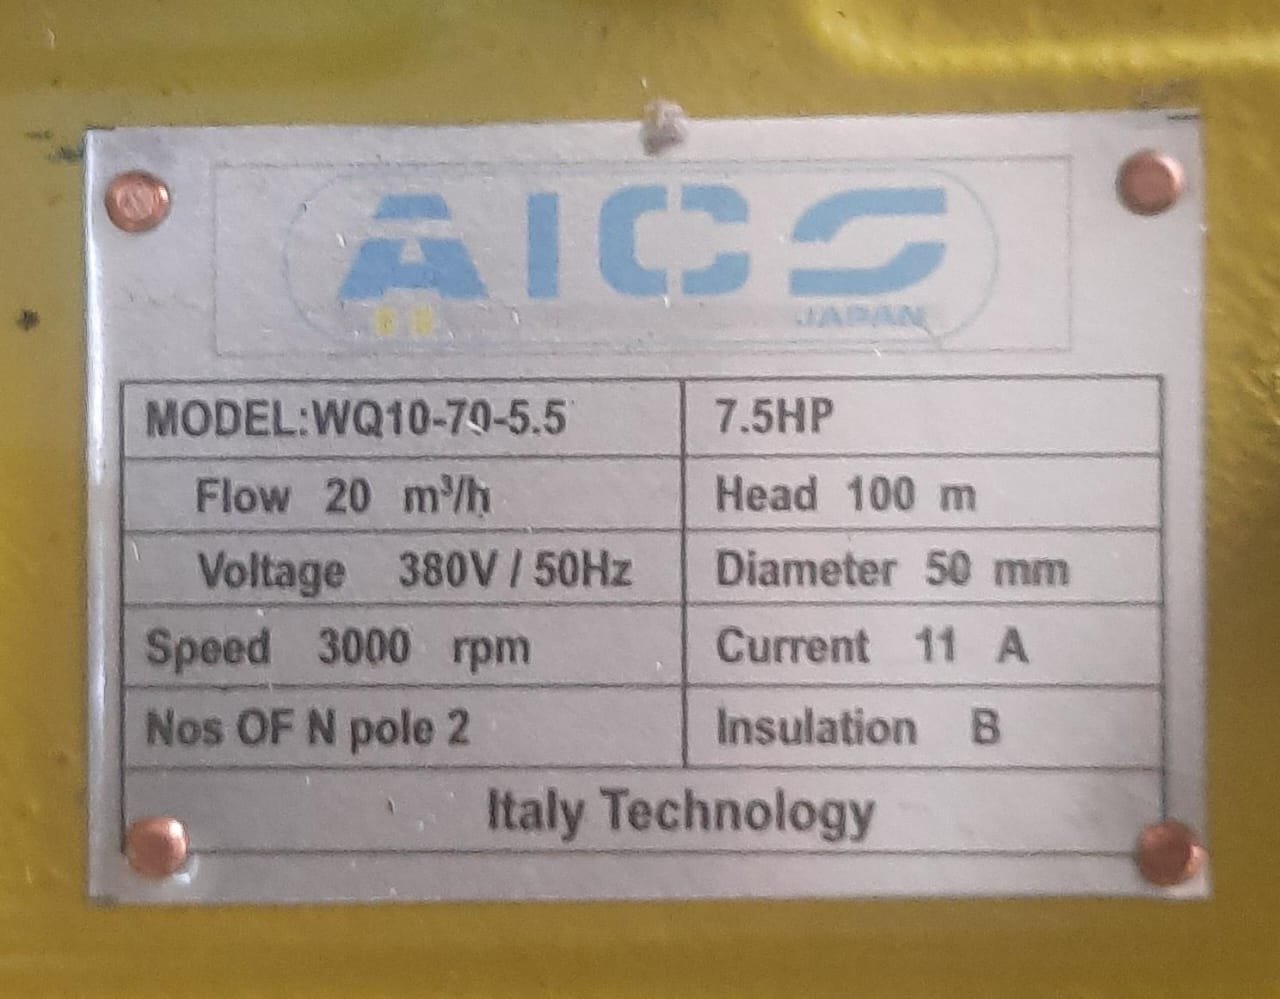 AICS
JAPAN
MODEL:WQ10-70-5.5 7.5HP
Flow 20 m³/h Head 100 m
Voltage 380V / 50Hz Diameter 50 mm
Speed 3000 rpm Current 11 A
Nos OF N pole 2 Insulation B
Italy Technology